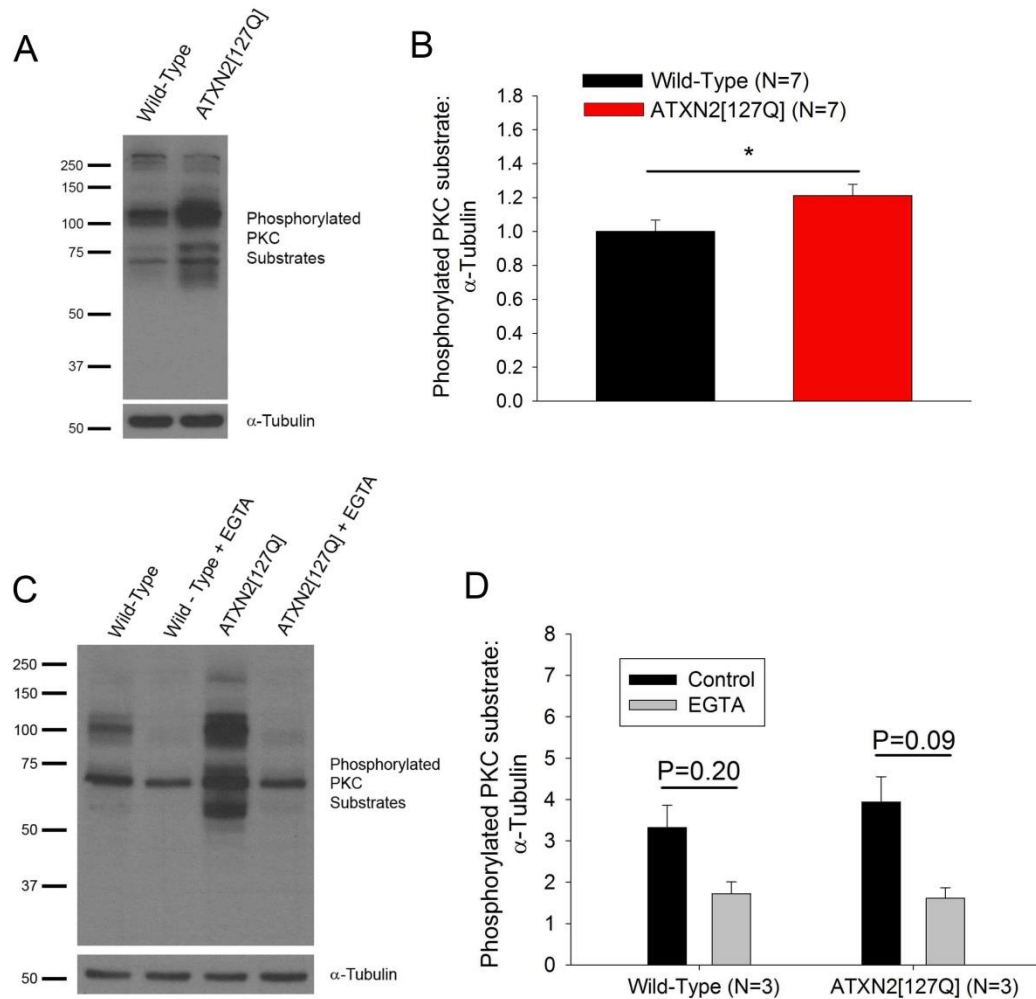 A
Wild-Type
ATXN2[127Q]
250
150
100
75
50
37
50
Phosphorylated
PKC
Substrates
α-Tubulin
B
Wild-Type (N=7)
ATXN2[127Q] (N=7)
Phosphorylated PKC substrate:
α-Tubulin
1.8
1.6
1.4
1.2
1.0
0.8
0.6
0.4
0.2
0.0
*
C
Wild-Type
Wild - Type + EGTA
ATXN2[127Q]
ATXN2[127Q] + EGTA
250
150
100
75
50
37
50
Phosphorylated
PKC
Substrates
α-Tubulin
D
Phosphorylated PKC substrate:
α-Tubulin
8
7
6
5
4
3
2
1
0
Control
EGTA
P=0.20
P=0.09
Wild-Type (N=3)
ATXN2[127Q] (N=3)